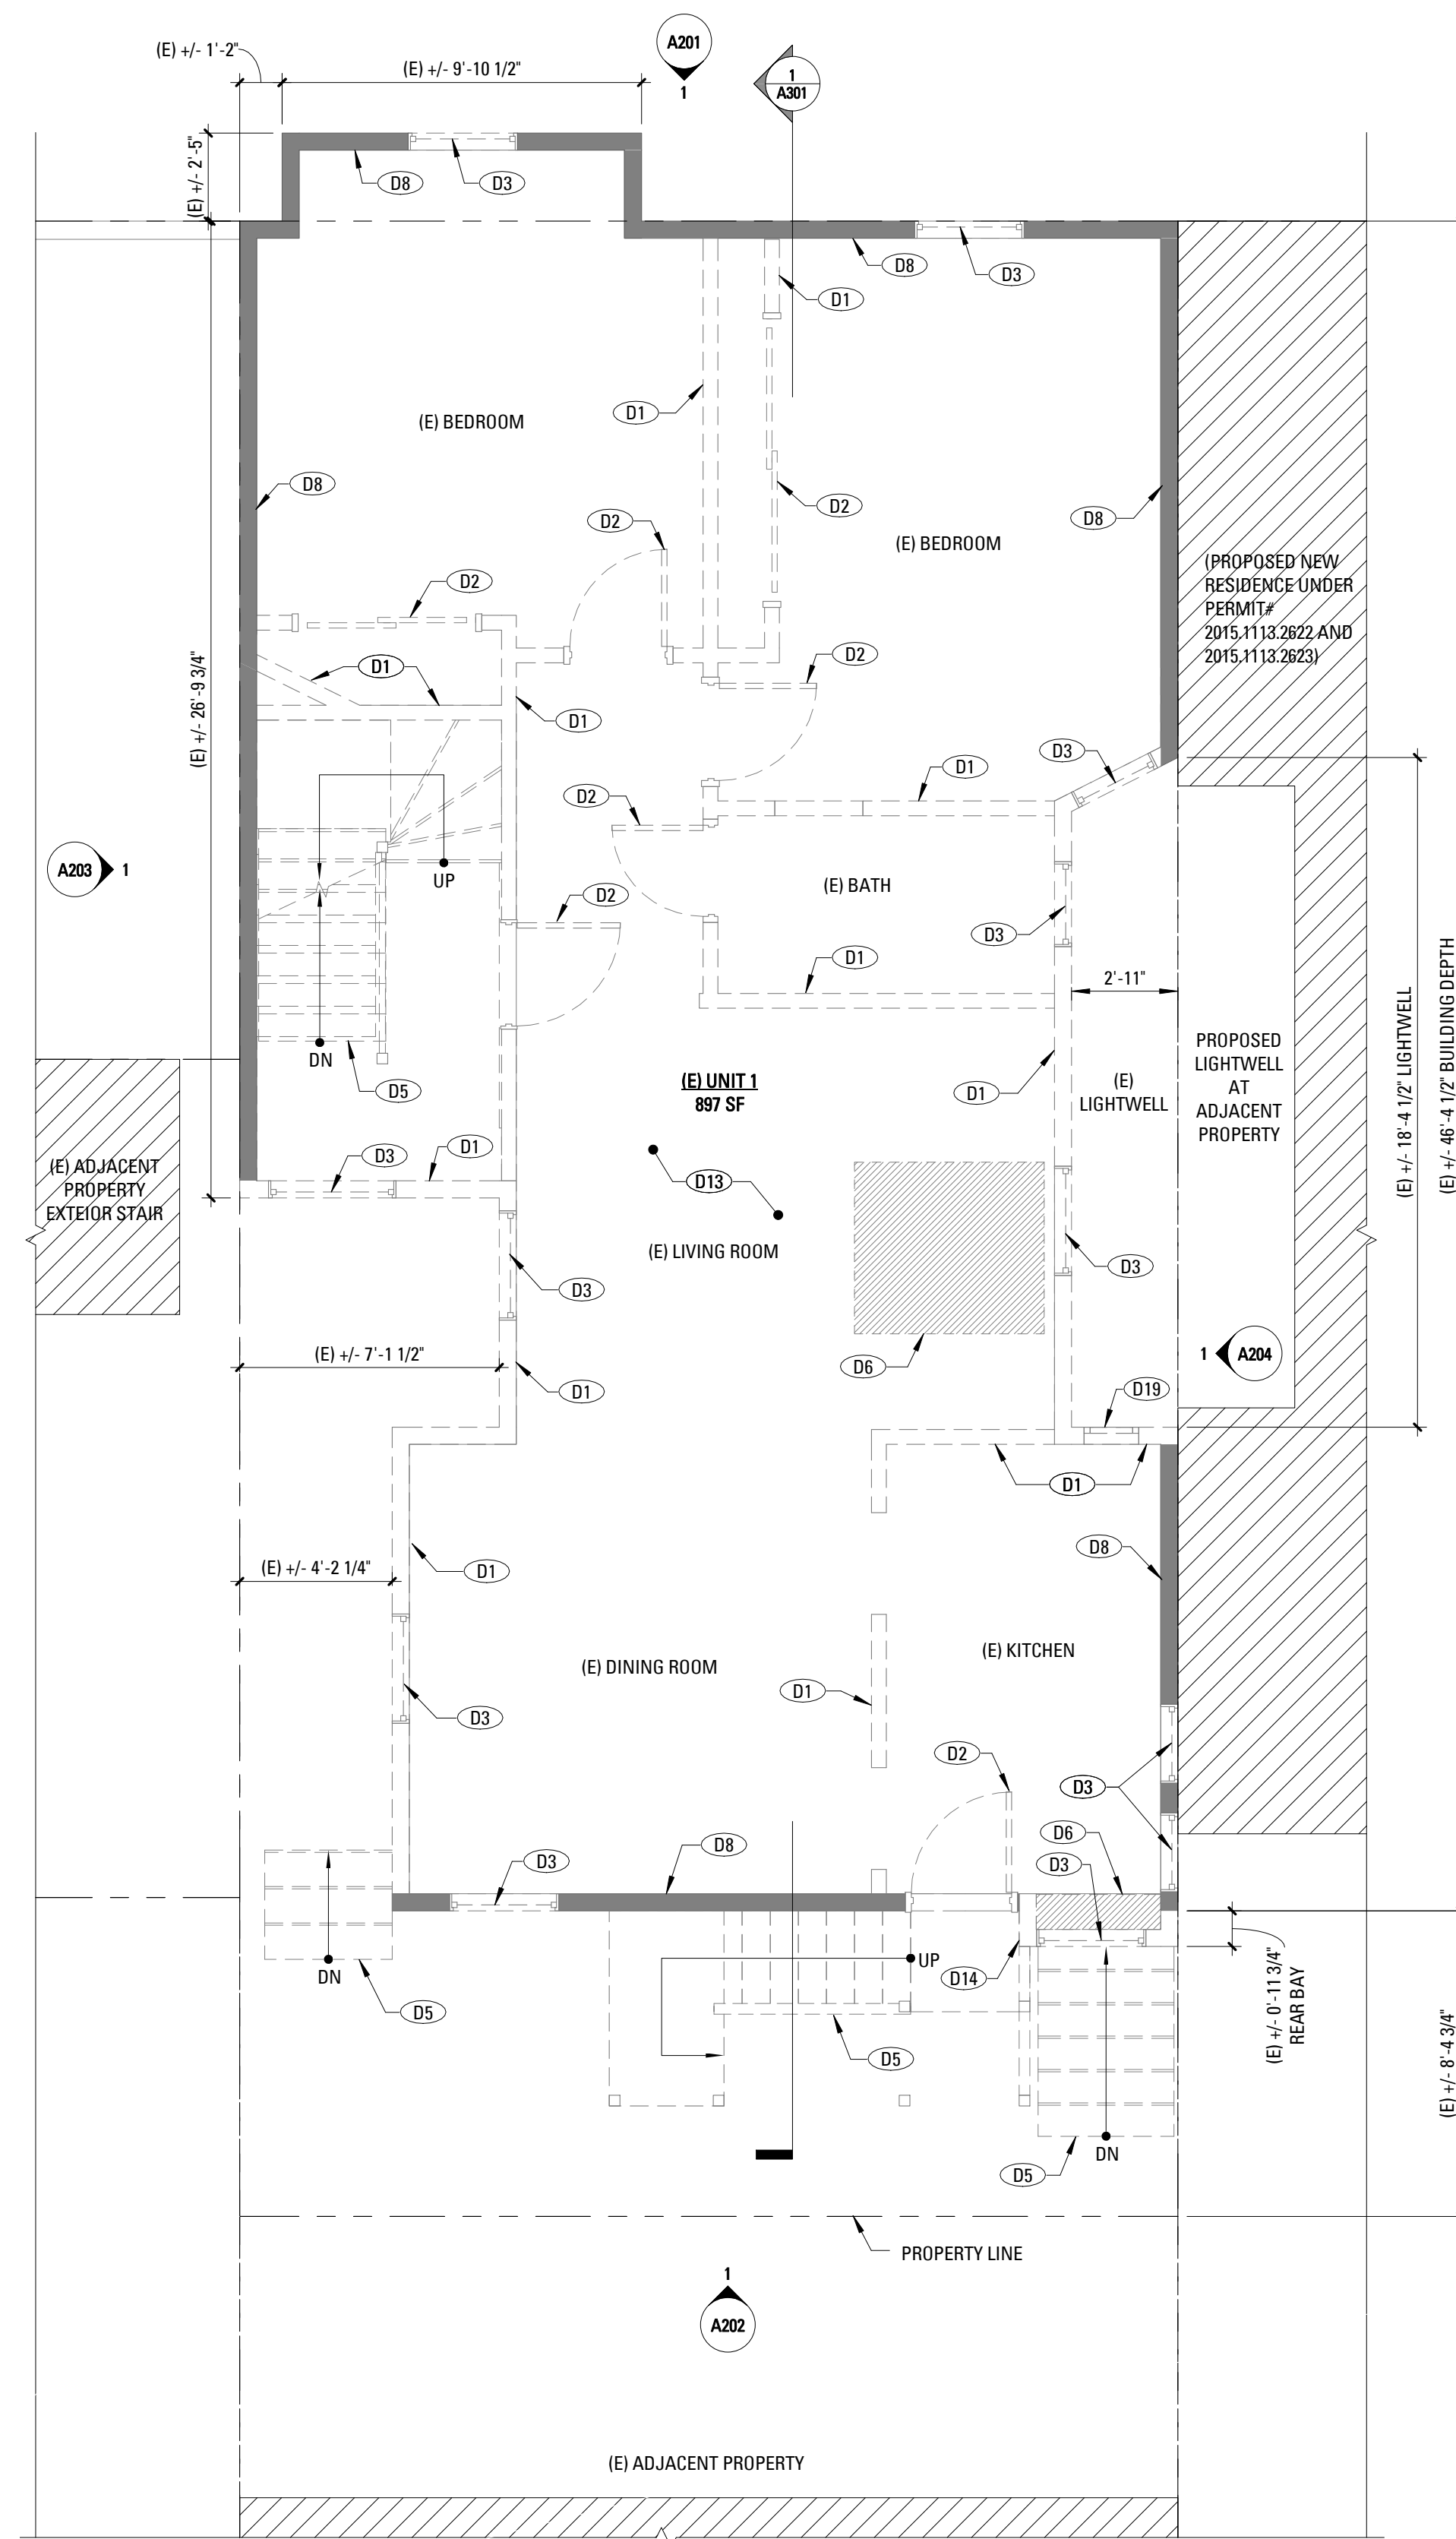 (E) +/- 1'-2"
(E) +/- 9'-10 1/2"
A201
1
1
A301
(E) +/- 2'-5"
D8
D3
D8
D3
D1
D1
(E) BEDROOM
D8
D2
D2
D8
(E) BEDROOM
(PROPOSED NEW
RESIDENCE UNDER
PERMIT#
2015.1113.2622 AND
2015.1113.2623)
D2
D1
D2
(E) +/- 26'-9 3/4"
D1
D3
D1
D2
A203
1
UP
(E) BATH
D2
D3
D1
2'-11"
(E) +/- 18'-4 1/2" LIGHTWELL
(E) +/- 46'-4 1/2" BUILDING DEPTH
DN
D5
(E) UNIT 1
897 SF
D1
(E)
LIGHTWELL
PROPOSED
LIGHTWELL
AT
ADJACENT
PROPERTY
(E) ADJACENT
PROPERTY
EXTEIOR STAIR
D3
D1
D13
(E) LIVING ROOM
D3
D3
(E) +/- 7'-1 1/2"
D1
D6
1
A204
D19
D1
(E) +/- 4'-2 1/4"
D1
D8
(E) DINING ROOM
(E) KITCHEN
D1
D3
D2
D3
D6
D3
D8
D3
DN
D5
UP
D14
D5
(E) +/- 0'-11 3/4"
REAR BAY
(E) +/- 8'-4 3/4"
DN
D5
PROPERTY LINE
1
A202
(E) ADJACENT PROPERTY